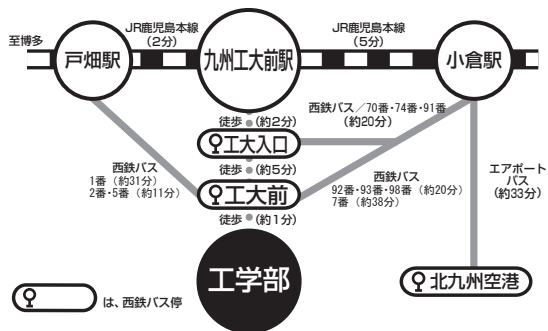 JR鹿児島本線
(2分)
JR鹿児島本線
(5分)
至博多
戸畑駅
九州工大前駅
小倉駅
徒歩 (約2分)
西鉄バス／70番・74番・91番
(約20分)
工大入口
徒歩 (約5分)
西鉄バス
1番 (約31分)
2番・5番 (約11分)
工大前
西鉄バス
92番・93番・98番 (約20分)
7番 (約38分)
エアポート
バス
(約33分)
徒歩 (約1分)
工学部
北九州空港
は、西鉄バス停